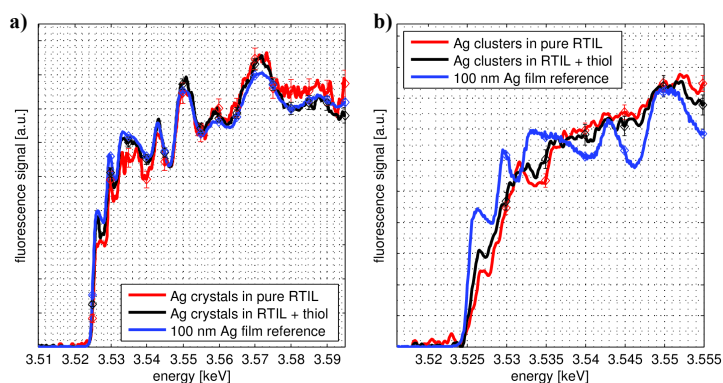 a)
fluorescence signal [a.u.]
Ag crystals in pure RTIL
Ag crystals in RTIL + thiol
100 nm Ag film reference
3.51 3.52 3.53 3.54 3.55 3.56 3.57 3.58 3.59
energy [keV]
b)
fluorescence signal [a.u.]
Ag clusters in pure RTIL
Ag clusters in RTIL + thiol
100 nm Ag film reference
3.52 3.525 3.53 3.535 3.54 3.545 3.55 3.555
energy [keV]